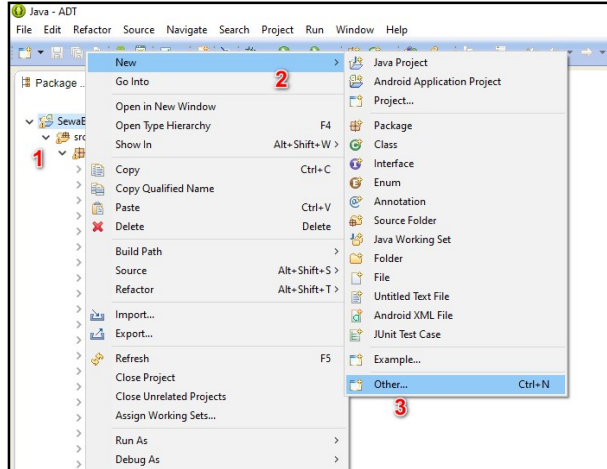 Java - ADT
File Edit Refactor Source Navigate Search Project Run Window Help
Package ..
SewaE
src
1
New
2
Go Into
Open in New Window
Open Type Hierarchy F4
Show In Alt+Shift+W >
Copy Ctrl+C
Copy Qualified Name
Paste Ctrl+V
Delete Delete
Build Path >
Source Alt+Shift+S >
Refactor Alt+Shift+T >
Import...
Export...
Refresh F5
Close Project
Close Unrelated Projects
Assign Working Sets...
Run As >
Debug As >
Java Project
Android Application Project
Project...
Package
Class
Interface
Enum
Annotation
Source Folder
Java Working Set
Folder
File
Untitled Text File
Android XML File
JUnit Test Case
Example...
Other... Ctrl+N
3